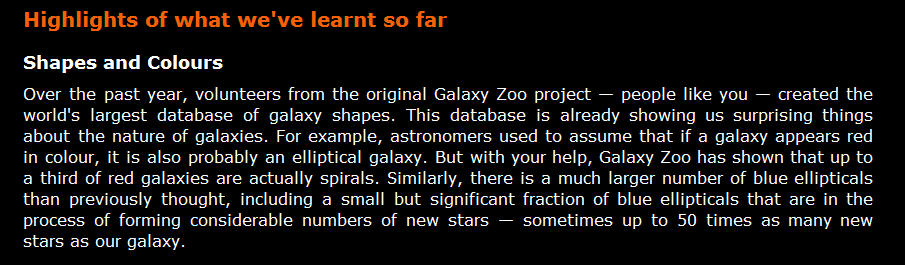 Highlights of what we've learnt so far
Shapes and Colours
Over the past year, volunteers from the original Galaxy Zoo project — people like you — created the
world's largest database of galaxy shapes. This database is already showing us surprising things
about the nature of galaxies. For example, astronomers used to assume that if a galaxy appears red
in colour, it is also probably an elliptical galaxy. But with your help, Galaxy Zoo has shown that up to
a third of red galaxies are actually spirals. Similarly, there is a much larger number of blue ellipticals
than previously thought, including a small but significant fraction of blue ellipticals that are in the
process of forming considerable numbers of new stars — sometimes up to 50 times as many new
stars as our galaxy.